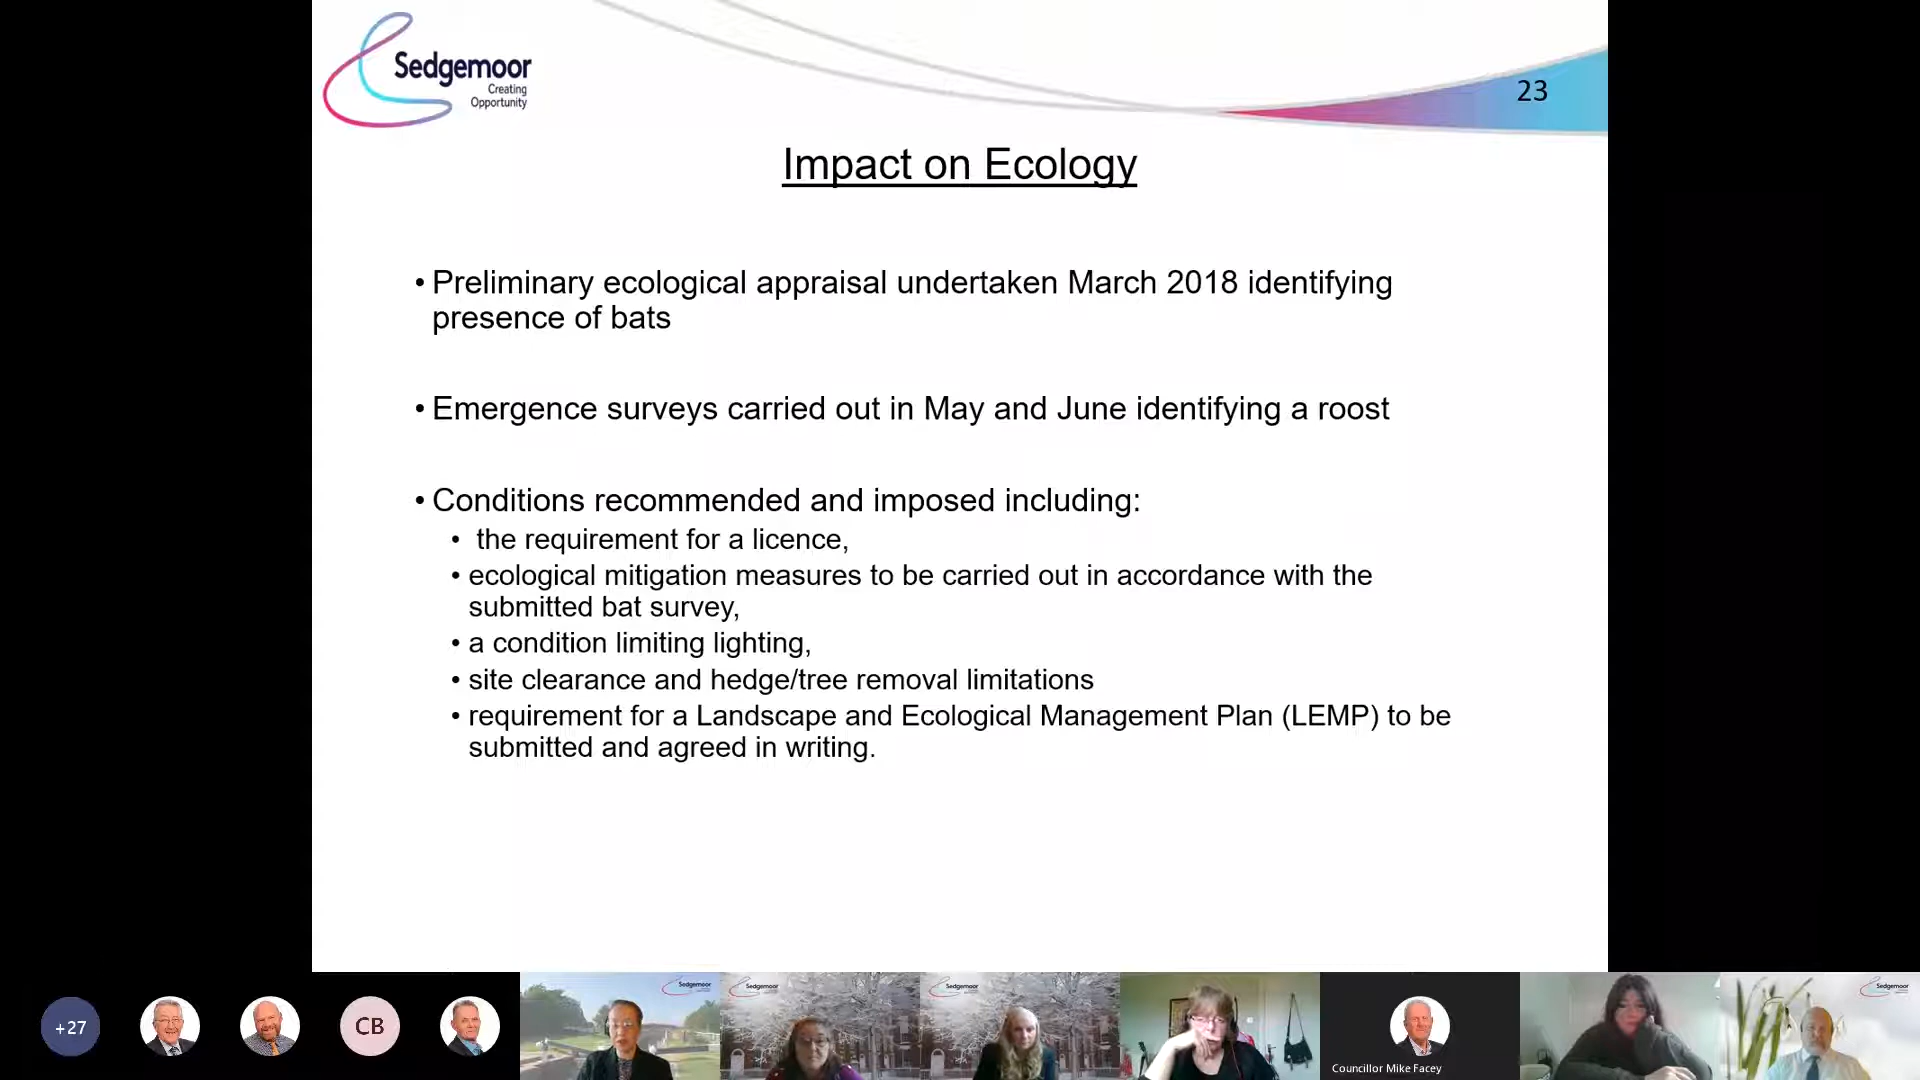 Sedgemoor
Creating
Opportunity
23
Impact on Ecology
• Preliminary ecological appraisal undertaken March 2018 identifying
presence of bats
• Emergence surveys carried out in May and June identifying a roost
• Conditions recommended and imposed including:
• the requirement for a licence,
• ecological mitigation measures to be carried out in accordance with the
submitted bat survey,
• a condition limiting lighting,
• site clearance and hedge/tree removal limitations
• requirement for a Landscape and Ecological Management Plan (LEMP) to be
submitted and agreed in writing.
+27
CB
Sedgemoor
Sedgemoor
Sedgemoor
Councillor Mike Facey
Sedgemoor